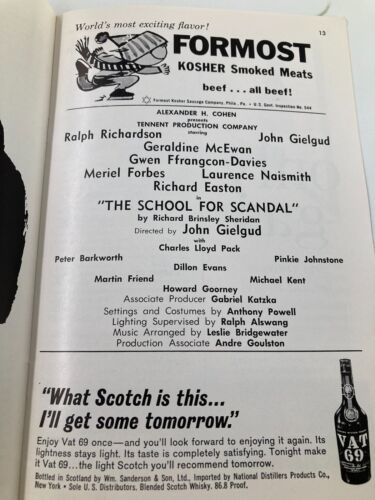 World's most exciting flavor!
13
FORMOST
KOSHER Smoked Meats
beef . . . all beef!
Formost Kosher Sausage Company, Phila., Pa. • U.S. Govt. Inspection No. 544
ALEXANDER H. COHEN
presents
TENNENT PRODUCTION COMPANY
starring
Ralph Richardson John Gielgud
Geraldine McEwan
Gwen Ffrangcon-Davies
Meriel Forbes Laurence Naismith
Richard Easton
in
"THE SCHOOL FOR SCANDAL"
by Richard Brinsley Sheridan
Directed by John Gielgud
with
Charles Lloyd Pack
Peter Barkworth Pinkie Johnstone
Dillon Evans
Martin Friend Michael Kent
Howard Goorney
Associate Producer Gabriel Katzka
Settings and Costumes by Anthony Powell
Lighting Supervised by Ralph Alswang
Music Arranged by Leslie Bridgewater
Production Associate Andre Goulston
"What Scotch is this...
I'll get some tomorrow."
Enjoy Vat 69 once—and you'll look forward to enjoying it again. Its
lightness stays light. Its taste is completely satisfying. Tonight make
it Vat 69...the light Scotch you'll recommend tomorrow.
Bottled in Scotland by Wm. Sanderson & Son, Ltd., Imported by National Distillers Products Co.,
New York • Sole U.S. Distributors. Blended Scotch Whisky. 86.8 Proof.
VAT
69